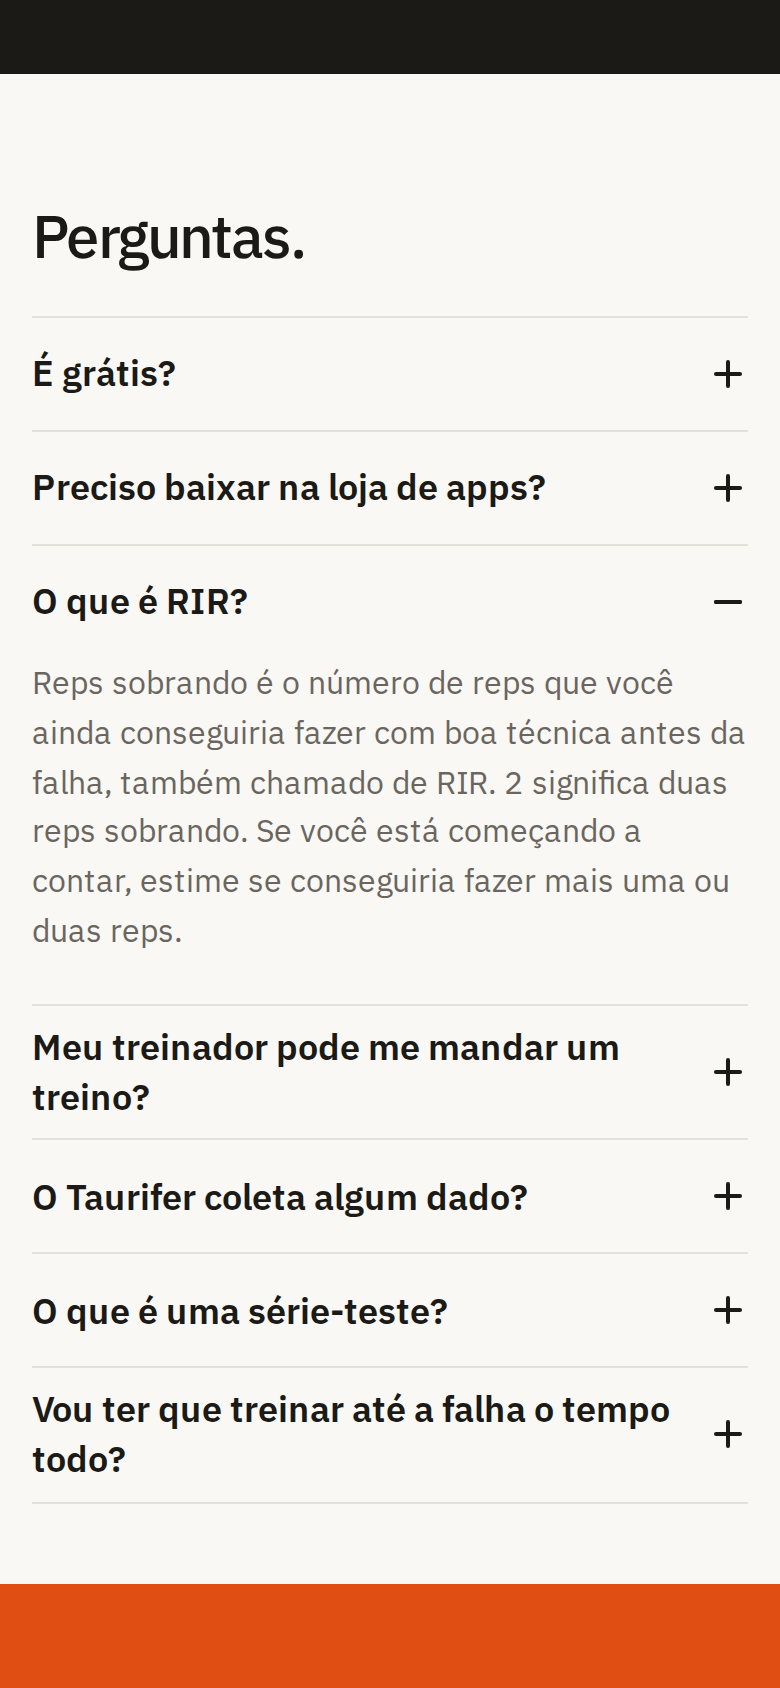 Perguntas.
É grátis?
Preciso baixar na loja de apps?
O que é RIR?
Reps sobrando é o número de reps que você
ainda conseguiria fazer com boa técnica antes da
falha, também chamado de RIR. 2 significa duas
reps sobrando. Se você está começando a
contar, estime se conseguiria fazer mais uma ou
duas reps.
Meu treinador pode me mandar um
treino?
O Taurifer coleta algum dado?
O que é uma série-teste?
Vou ter que treinar até a falha o tempo
todo?